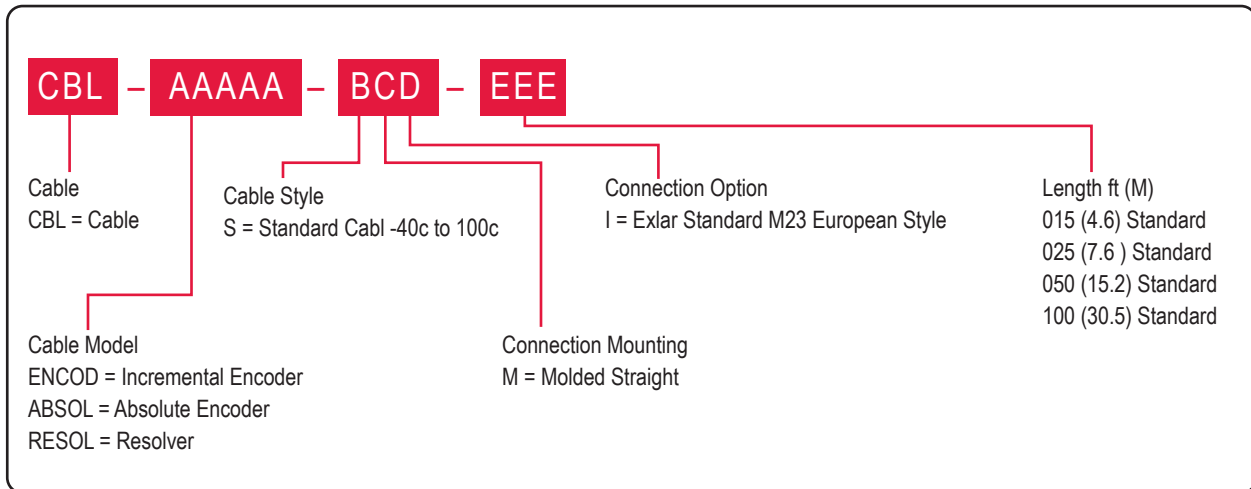 CBL – AAAAA – BCD – EEE
Cable
CBL = Cable
Cable Style
S = Standard Cabl -40c to 100c
Connection Option
I = Exlar Standard M23 European Style
Length ft (M)
015 (4.6) Standard
025 (7.6 ) Standard
050 (15.2) Standard
100 (30.5) Standard
Cable Model
ENCOD = Incremental Encoder
ABSOL = Absolute Encoder
RESOL = Resolver
Connection Mounting
M = Molded Straight